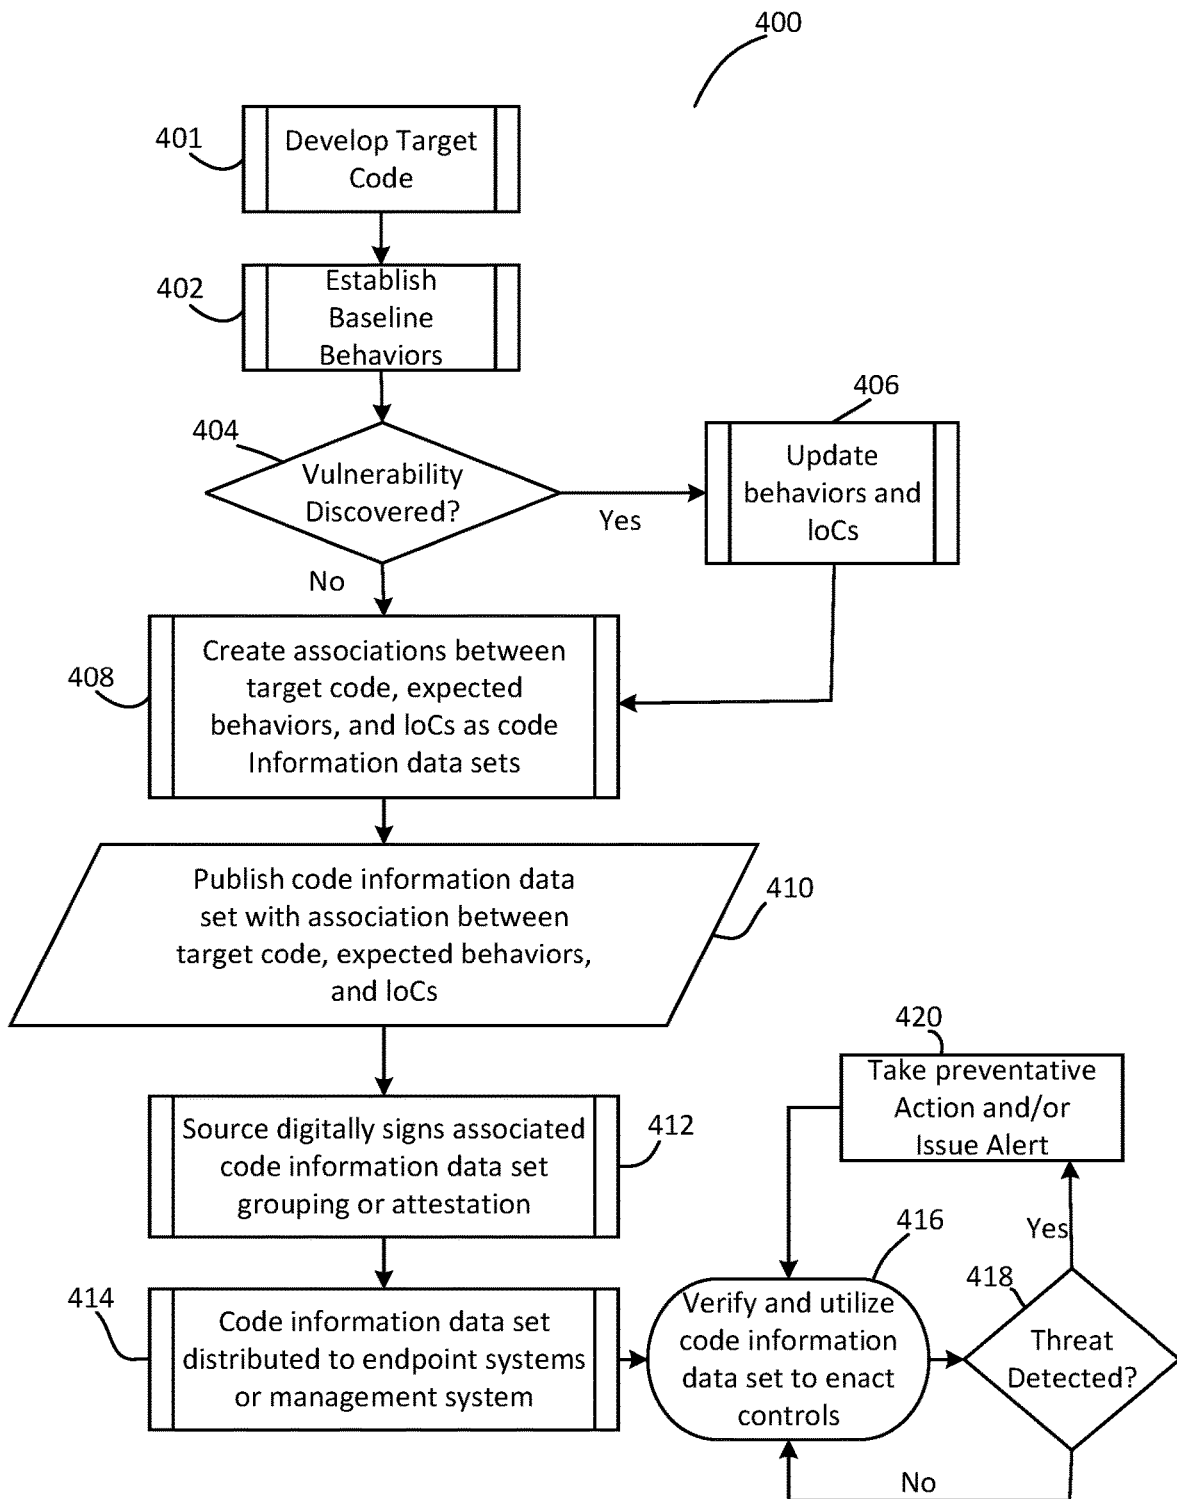 400
401
Develop Target
Code
402
Establish
Baseline
Behaviors
404
Vulnerability
Discovered?
Yes
No
406
Update
behaviors and
IoCs
408
Create associations between
target code, expected
behaviors, and IoCs as code
Information data sets
Publish code information data
set with association between
target code, expected behaviors,
and IoCs
410
Source digitally signs associated
code information data set
grouping or attestation
412
414
Code information data set
distributed to endpoint systems
or management system
416
Verify and utilize
code information
data set to enact
controls
418
Threat
Detected?
Yes
No
420
Take preventative
Action and/or
Issue Alert